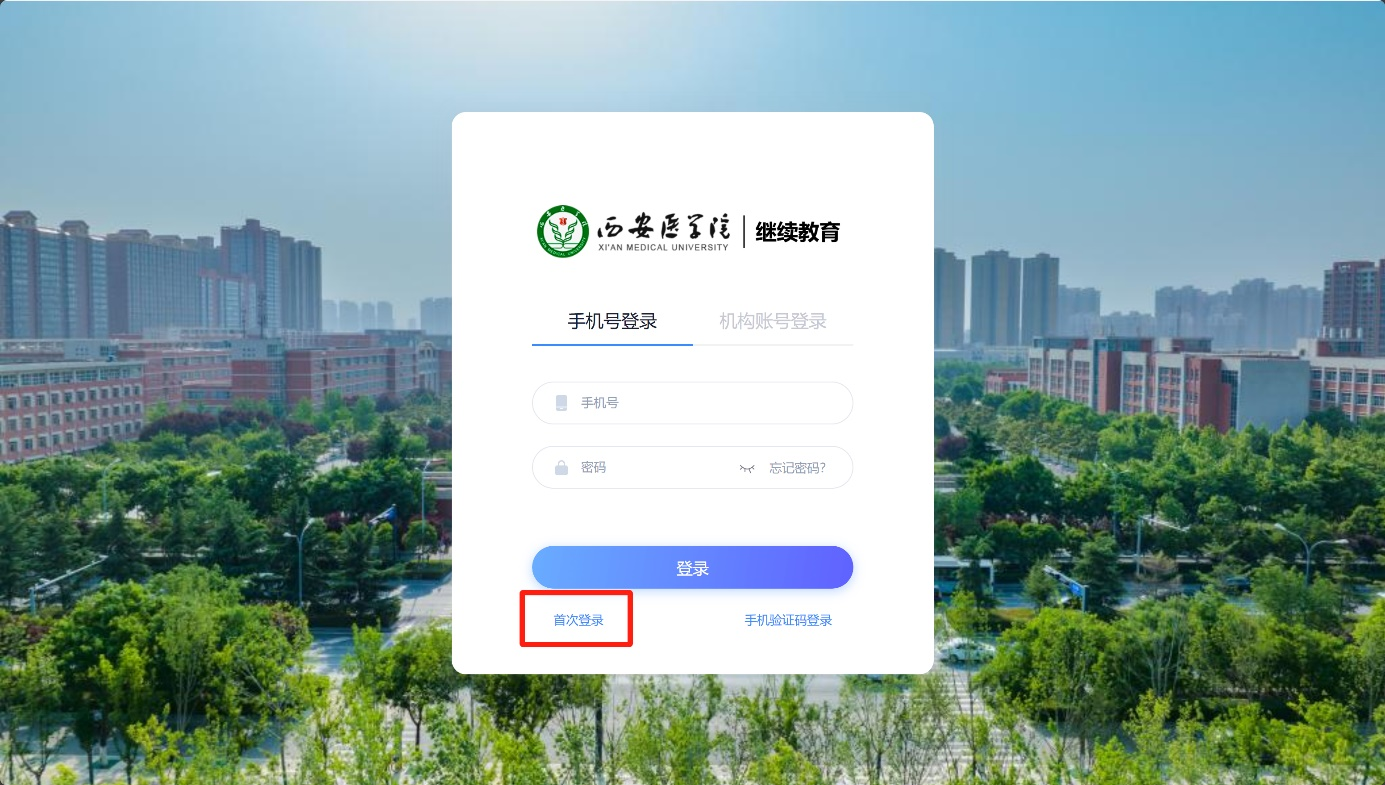 西安医学院
XI'AN MEDICAL UNIVERSITY
继续教育
手机号登录 机构账号登录
手机号
密码 忘记密码?
登录
首次登录 手机验证码登录